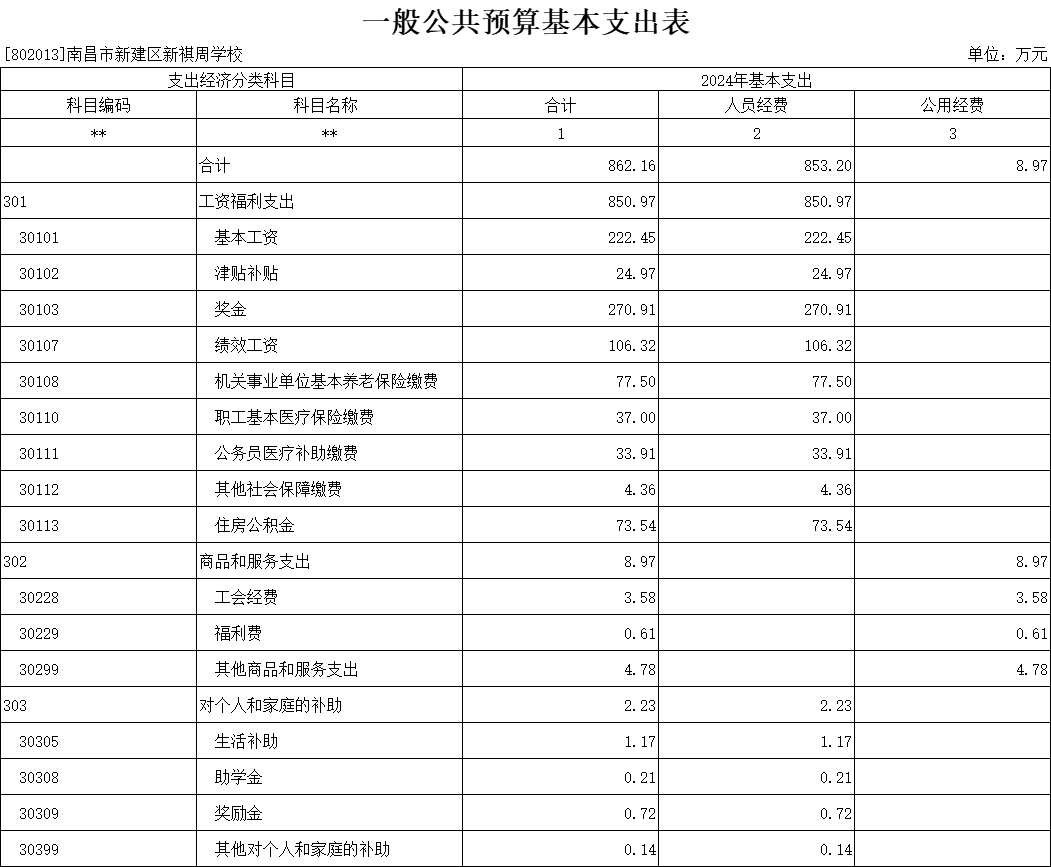 一般公共预算基本支出表
[802013]南昌市新建区新祺周学校 单位：万元
支出经济分类科目 2024年基本支出
科目编码 科目名称 合计 人员经费 公用经费
** ** 1 2 3
合计 862.16 853.20 8.97
301 工资福利支出 850.97 850.97
30101 基本工资 222.45 222.45
30102 津贴补贴 24.97 24.97
30103 奖金 270.91 270.91
30107 绩效工资 106.32 106.32
30108 机关事业单位基本养老保险缴费 77.50 77.50
30110 职工基本医疗保险缴费 37.00 37.00
30111 公务员医疗补助缴费 33.91 33.91
30112 其他社会保障缴费 4.36 4.36
30113 住房公积金 73.54 73.54
302 商品和服务支出 8.97 8.97
30228 工会经费 3.58 3.58
30229 福利费 0.61 0.61
30299 其他商品和服务支出 4.78 4.78
303 对个人和家庭的补助 2.23 2.23
30305 生活补助 1.17 1.17
30308 助学金 0.21 0.21
30309 奖励金 0.72 0.72
30399 其他对个人和家庭的补助 0.14 0.14